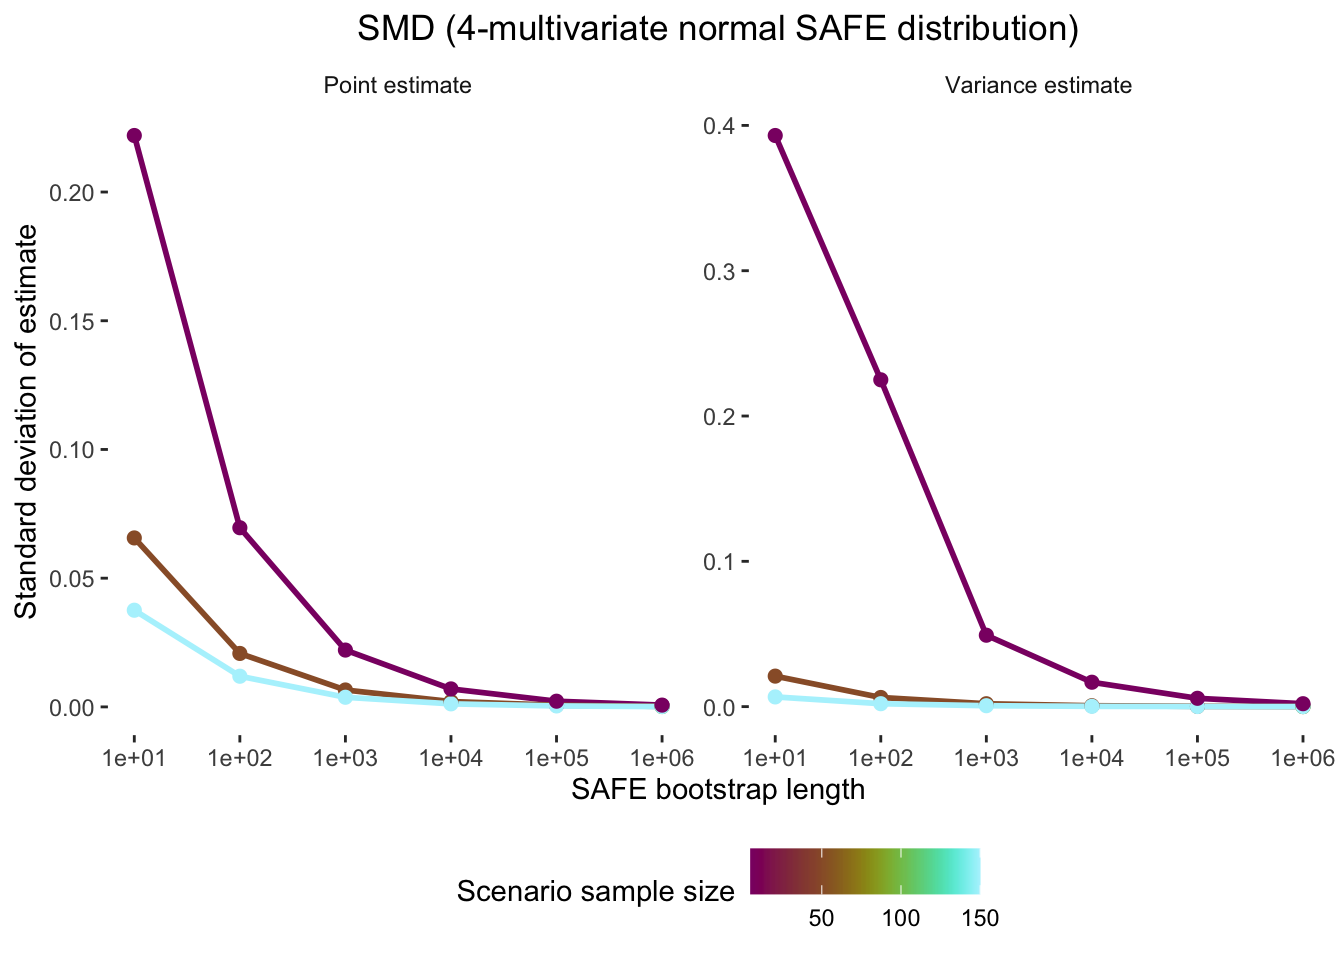 SMD (4-multivariate normal SAFE distribution)
Point estimate
Variance estimate
Standard deviation of estimate
0.20
0.15
0.10
0.05
0.00
0.4
0.3
0.2
0.1
0.0
1e+01 1e+02 1e+03 1e+04 1e+05 1e+06
1e+01 1e+02 1e+03 1e+04 1e+05 1e+06
SAFE bootstrap length
Scenario sample size
50 100 150